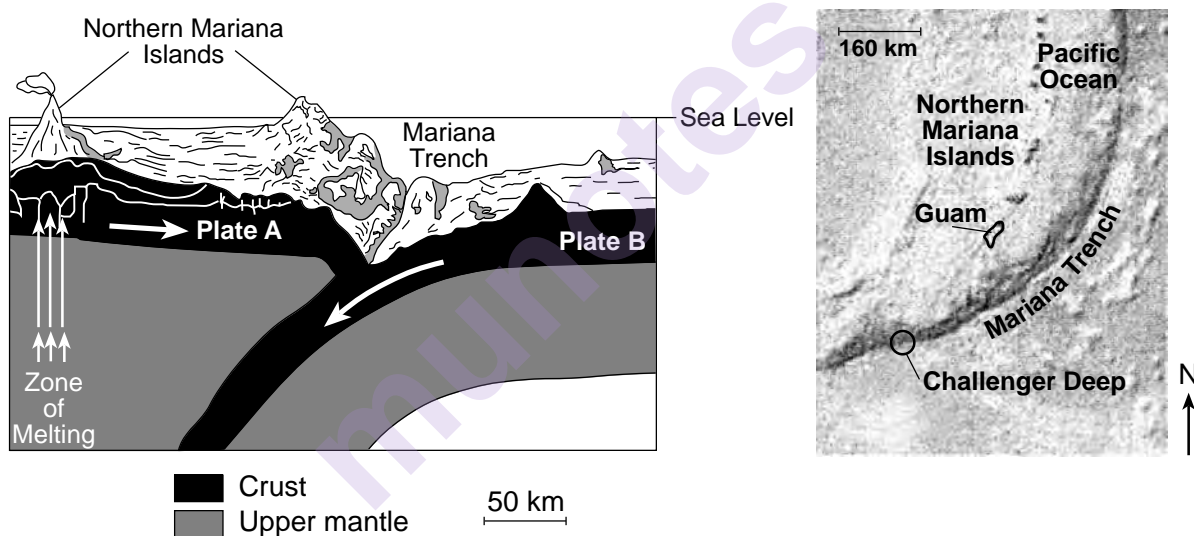 Northern Mariana
Islands
Mariana
Trench
Sea Level
Plate A
Plate B
Zone
of
Melting
Crust
Upper mantle
50 km
160 km
Pacific
Ocean
Northern
Mariana
Islands
Guam
Mariana Trench
Challenger Deep
N
munotes